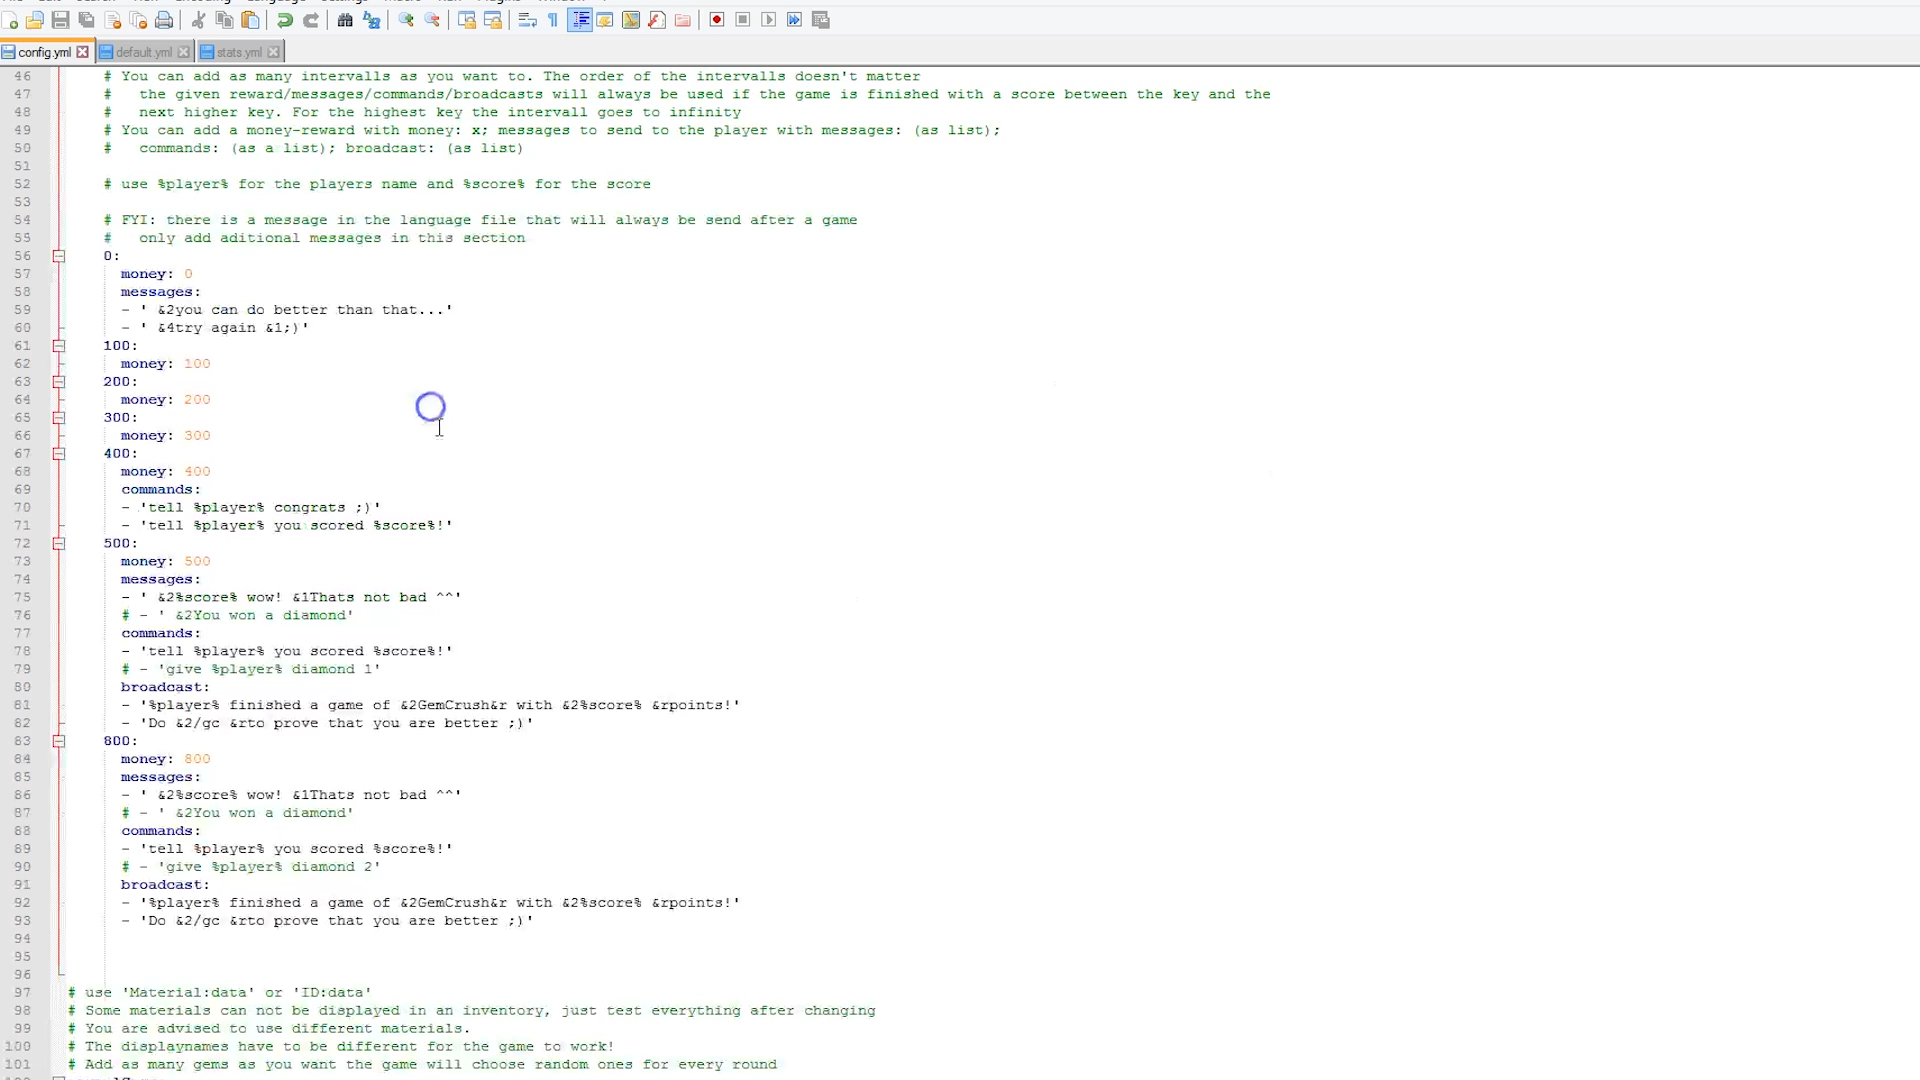 config.yml default.yml stats.yml
46 # You can add as many intervalls as you want to. The order of the intervalls doesn't matter
47 #   the given reward/messages/commands/broadcasts will always be used if the game is finished with a score between the key and the
48 #   next higher key. For the highest key the intervall goes to infinity
49 # You can add a money-reward with money: x; messages to send to the player with messages: (as list);
50 #   commands: (as a list); broadcast: (as list)
51
52 # use %player% for the players name and %score% for the score
53
54 # FYI: there is a message in the language file that will always be send after a game
55 #   only add aditional messages in this section
56 0:
57   money: 0
58   messages:
59   - ' &2you can do better than that...'
60   - ' &4try again &1;)'
61 100:
62   money: 100
63 200:
64   money: 200
65 300:
66   money: 300
67 400:
68   money: 400
69   commands:
70   - 'tell %player% congrats ;)'
71   - 'tell %player% you scored %score%!'
72 500:
73   money: 500
74   messages:
75   - ' &2%score% wow! &1Thats not bad ^^'
76   # - ' &2You won a diamond'
77   commands:
78   - 'tell %player% you scored %score%!'
79   # - 'give %player% diamond 1'
80   broadcast:
81   - '%player% finished a game of &2GemCrush&r with &2%score% &rpoints!'
82   - 'Do &2/gc &rto prove that you are better ;)'
83 800:
84   money: 800
85   messages:
86   - ' &2%score% wow! &1Thats not bad ^^'
87   # - ' &2You won a diamond'
88   commands:
89   - 'tell %player% you scored %score%!'
90   # - 'give %player% diamond 2'
91   broadcast:
92   - '%player% finished a game of &2GemCrush&r with &2%score% &rpoints!'
93   - 'Do &2/gc &rto prove that you are better ;)'
94
95
96
97 # use 'Material:data' or 'ID:data'
98 # Some materials can not be displayed in an inventory, just test everything after changing
99 # You are advised to use different materials.
100 # The displaynames have to be different for the game to work!
101 # Add as many gems as you want the game will choose random ones for every round